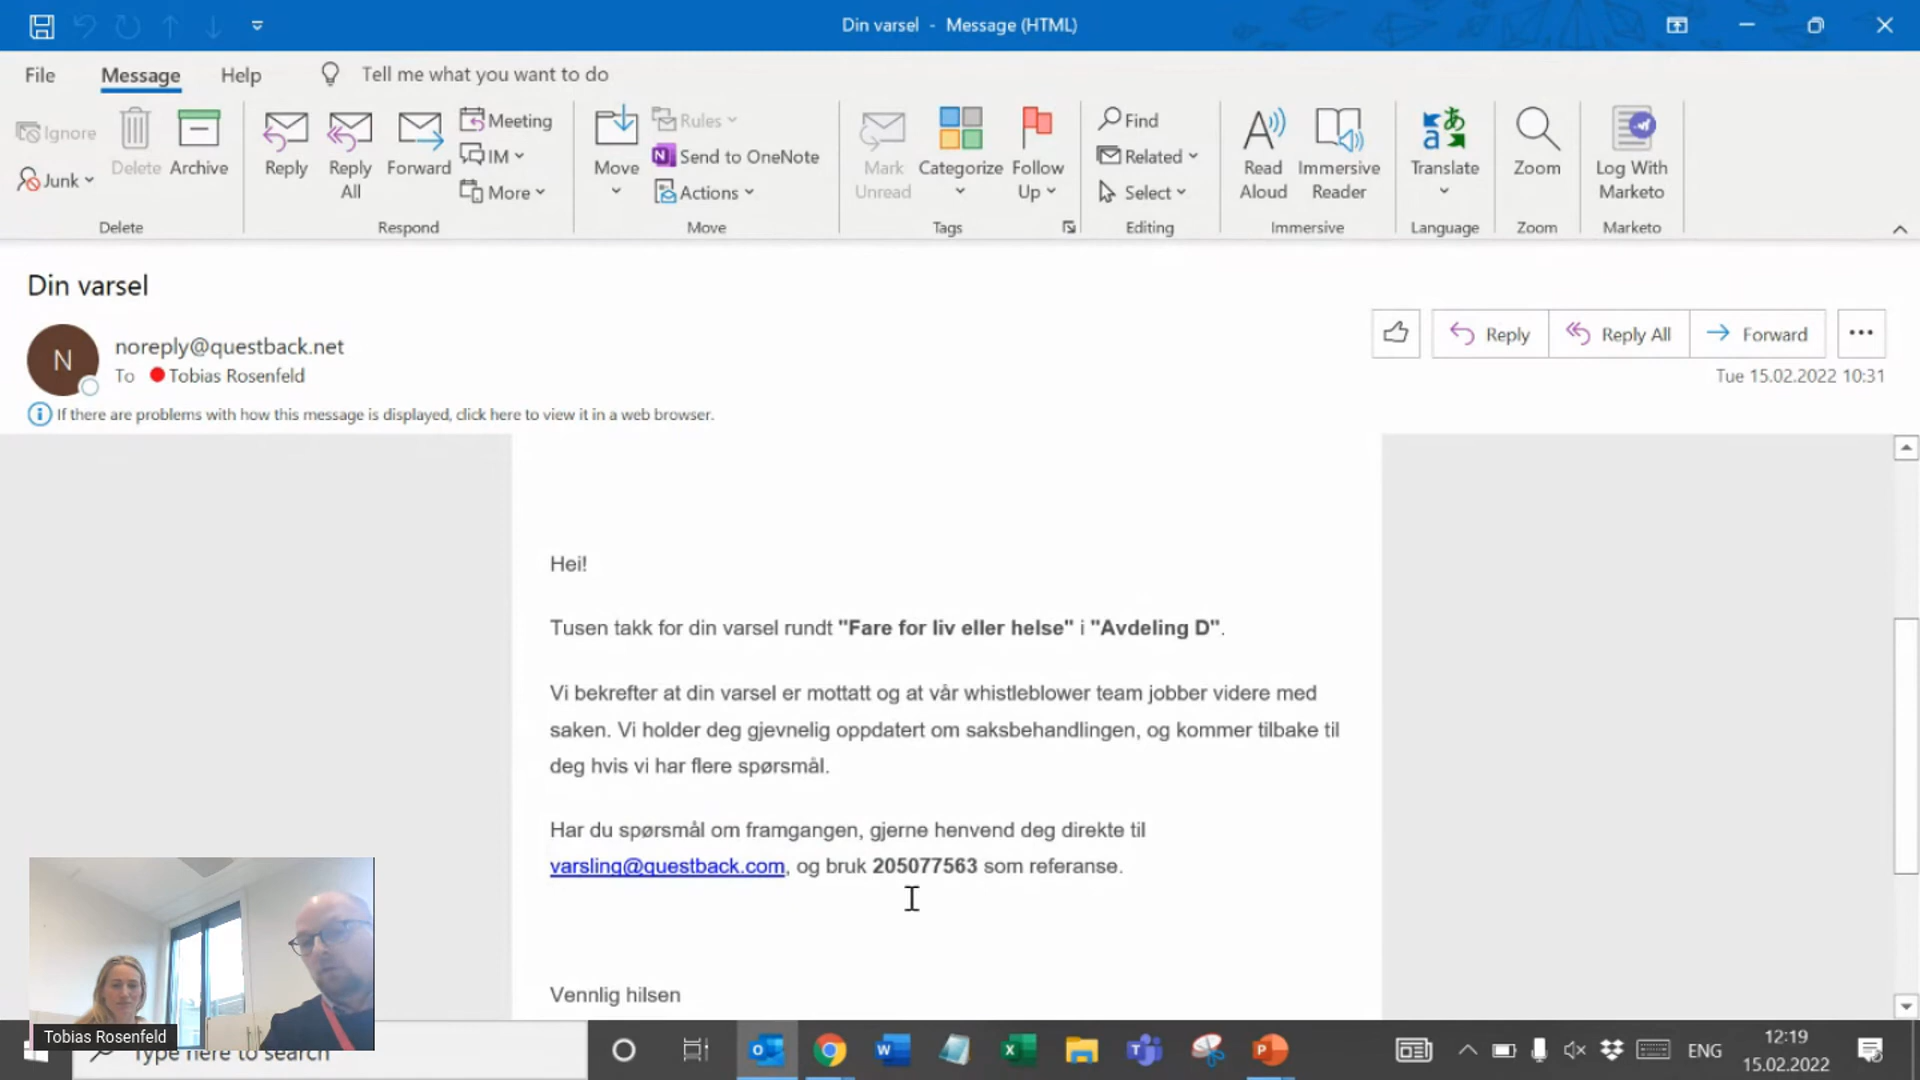 Din varsel - Message (HTML)
File Message Help Tell me what you want to do
Ignore
Junk
Delete
Archive
Delete
Reply
Reply All
Forward
Meeting
IM
More
Respond
Move
Rules
Send to OneNote
Actions
Move
Mark Unread
Categorize
Follow Up
Tags
Find
Related
Select
Editing
Read Aloud
Immersive Reader
Immersive
Translate
Language
Zoom
Zoom
Log With Marketo
Marketo
Din varsel
N
noreply@questback.net
To Tobias Rosenfeld
Reply
Reply All
Forward
Tue 15.02.2022 10:31
If there are problems with how this message is displayed, click here to view it in a web browser.
Hei!
Tusen takk for din varsel rundt "Fare for liv eller helse" i "Avdeling D".
Vi bekrefter at din varsel er mottatt og at vår whistleblower team jobber videre med
saken. Vi holder deg gjevnelig oppdatert om saksbehandlingen, og kommer tilbake til
deg hvis vi har flere spørsmål.
Har du spørsmål om framgangen, gjerne henvend deg direkte til
varsling@questback.com, og bruk 205077563 som referanse.
Vennlig hilsen
Tobias Rosenfeld
Type here to search
ENG
12:19
15.02.2022